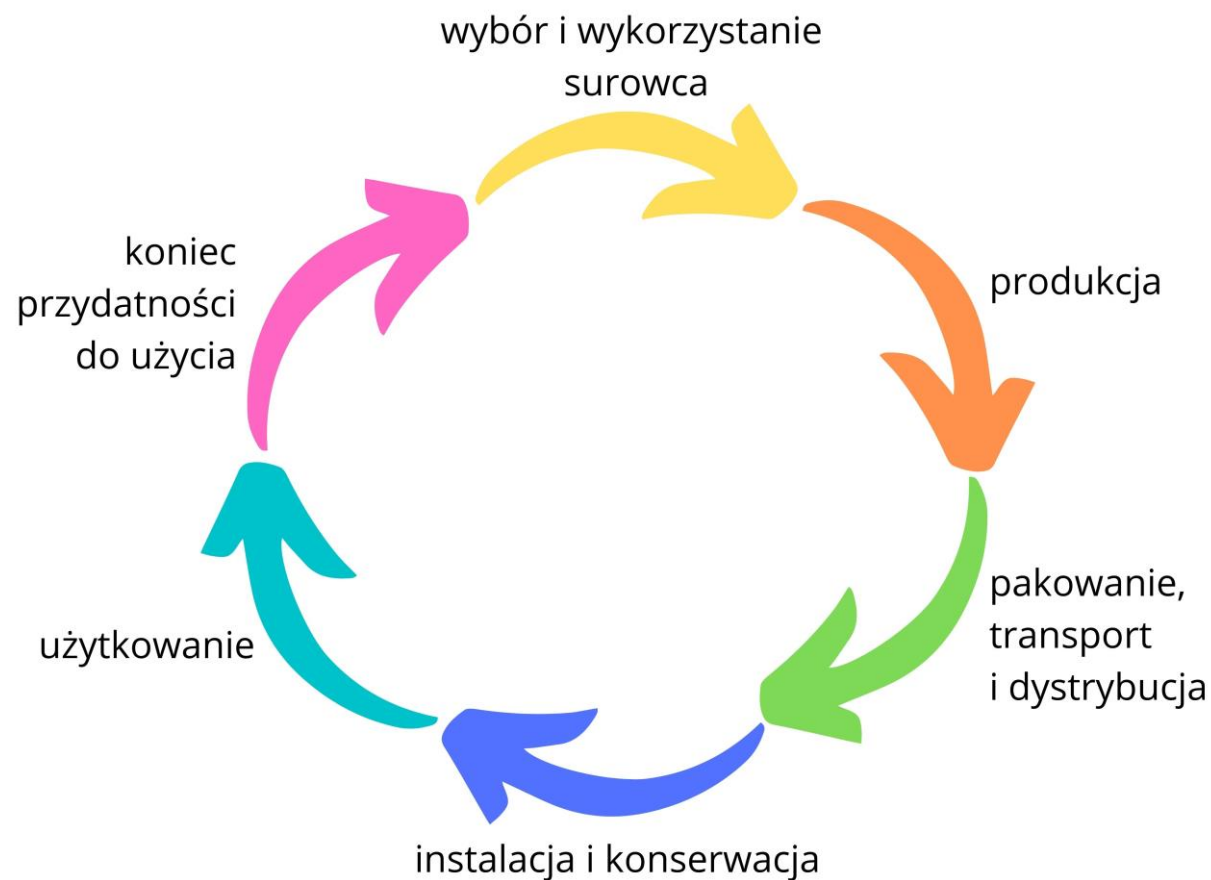 wybór i wykorzystanie
surowca
produkcja
pakowanie,
transport
i dystrybucja
instalacja i konserwacja
użytkowanie
koniec
przydatności
do użycia